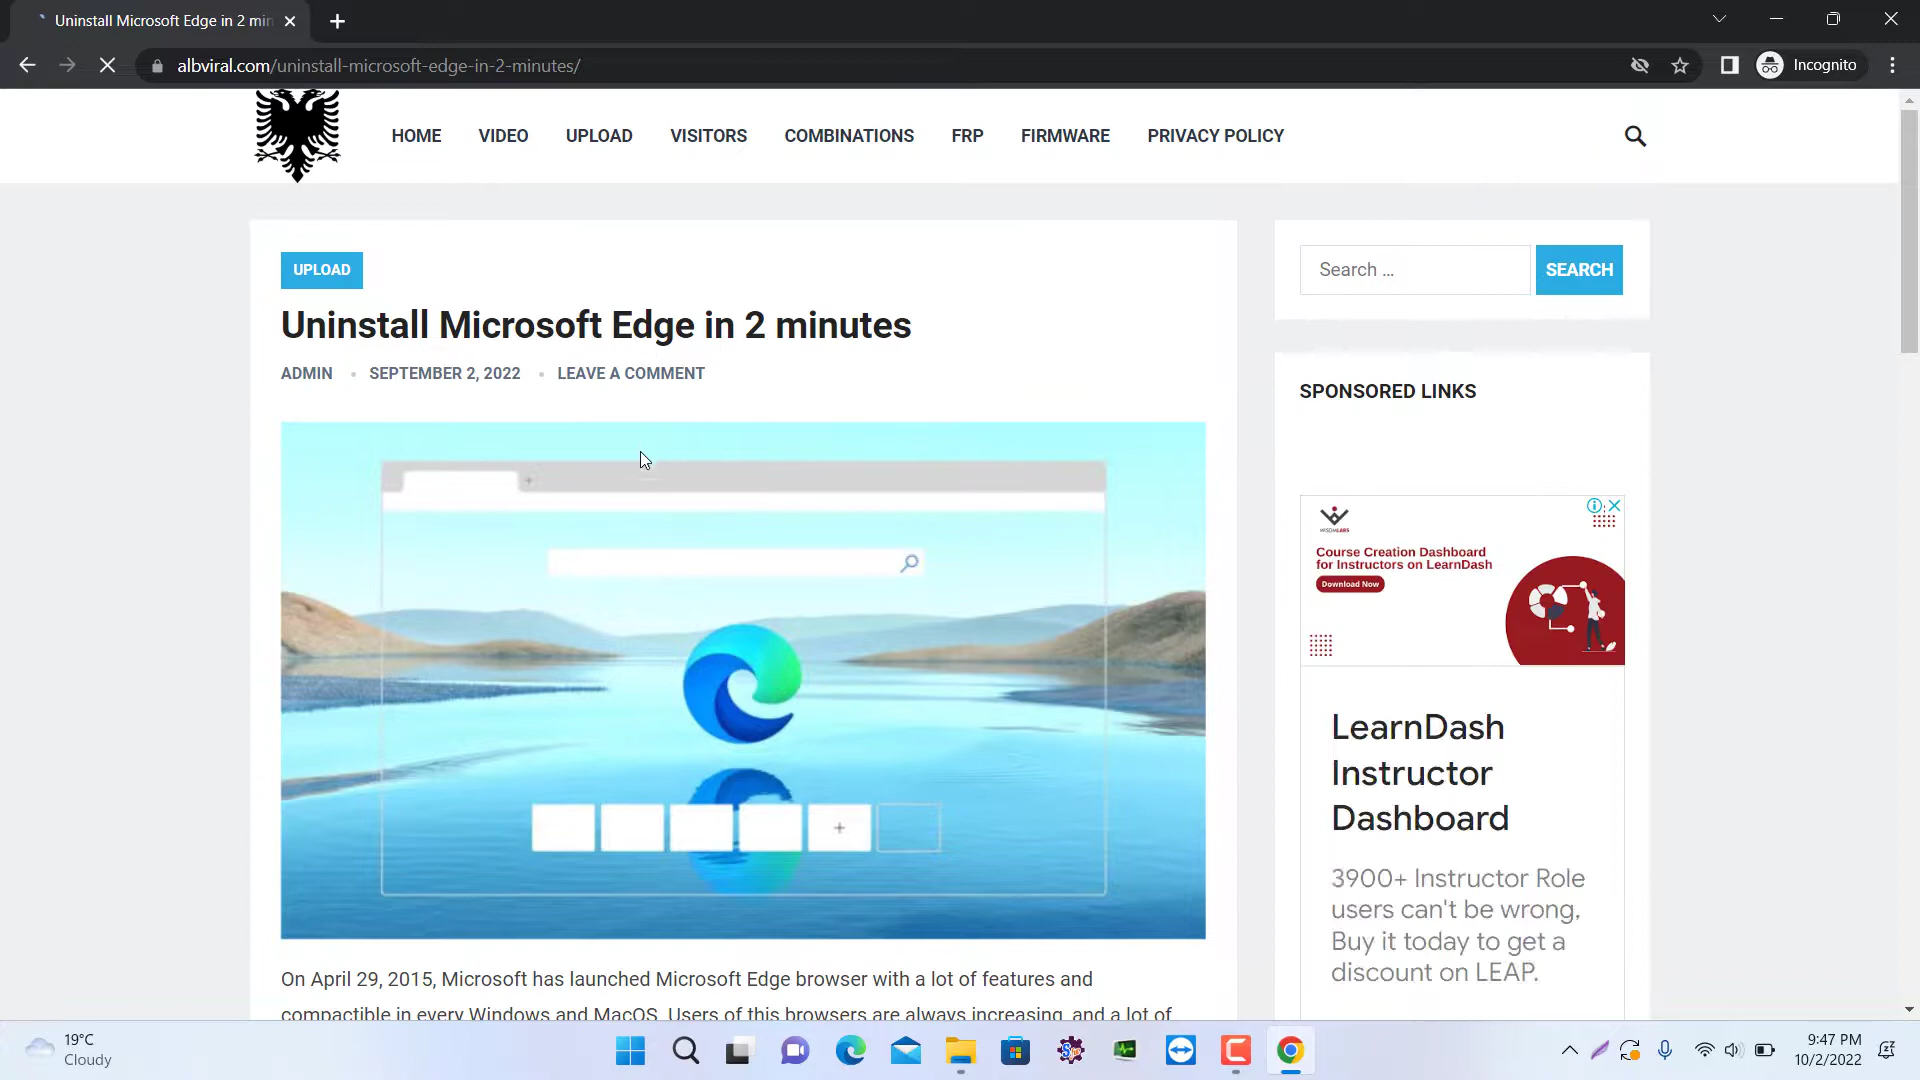 Uninstall Microsoft Edge in 2 min
albviral.com/uninstall-microsoft-edge-in-2-minutes/
Incognito
HOME VIDEO UPLOAD VISITORS COMBINATIONS FRP FIRMWARE PRIVACY POLICY
UPLOAD
Uninstall Microsoft Edge in 2 minutes
ADMIN • SEPTEMBER 2, 2022 • LEAVE A COMMENT
On April 29, 2015, Microsoft has launched Microsoft Edge browser with a lot of features and
compactible in every Windows and MacOS. Users of this browsers are always increasing, and a lot of
Search ...
SEARCH
SPONSORED LINKS
WISDMLABS
Course Creation Dashboard
for Instructors on LearnDash
Download Now
LearnDash
Instructor
Dashboard
3900+ Instructor Role
users can't be wrong,
Buy it today to get a
discount on LEAP.
19°C
Cloudy
9:47 PM
10/2/2022